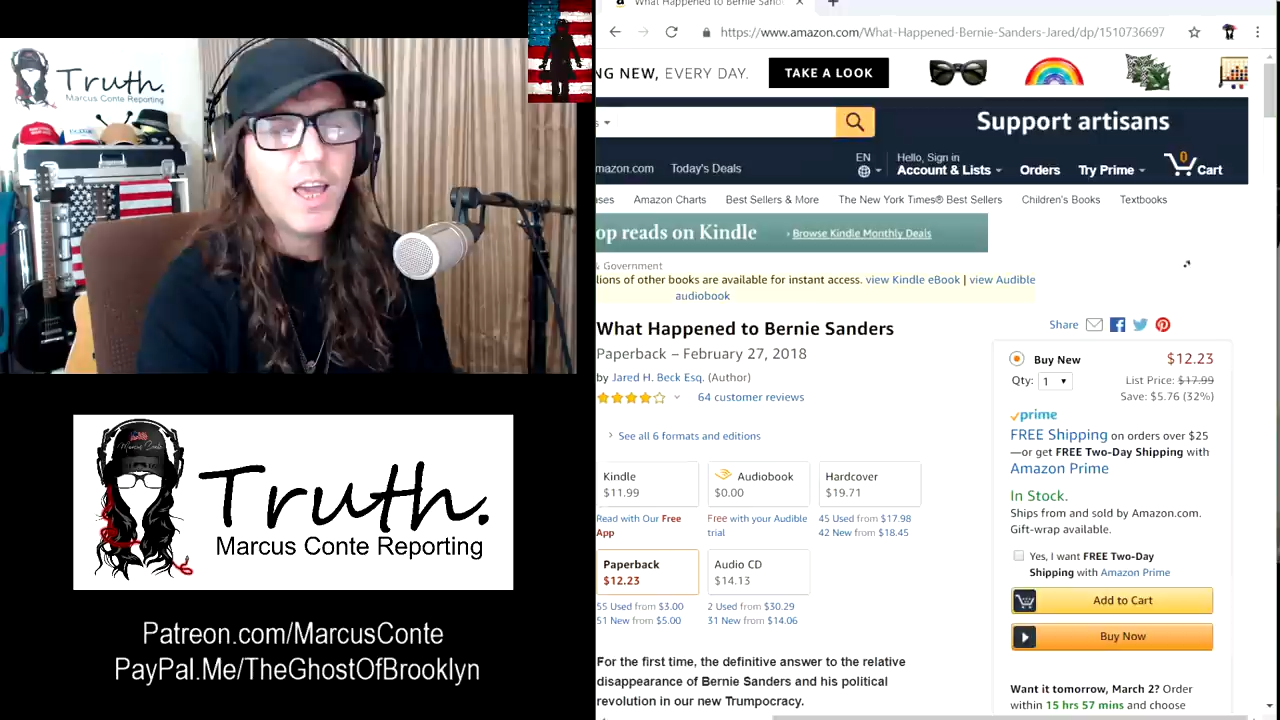 Truth.
Marcus Conte Reporting
Truth.
Marcus Conte Reporting
Patreon.com/MarcusConte
PayPal.Me/TheGhostOfBrooklyn
What Happened to Bernie Sand
https://www.amazon.com/What-Happened-Bernie-Sanders-Jared/dp/1510736697
NG NEW, EVERY DAY.
TAKE A LOOK
Support artisans
amazon.com
Today's Deals
EN
Hello, Sign in
Account & Lists
Orders
Try Prime
0
Cart
ases
Amazon Charts
Best Sellers & More
The New York Times® Best Sellers
Children's Books
Textbooks
op reads on Kindle
› Browse Kindle Monthly Deals
& Government
llions of other books are available for instant access. view Kindle eBook | view Audible
audiobook
What Happened to Bernie Sanders
Paperback – February 27, 2018
by Jared H. Beck Esq. (Author)
64 customer reviews
› See all 6 formats and editions
Kindle
$11.99
Audiobook
$0.00
Hardcover
$19.71
Read with Our Free
App
Free with your Audible
trial
45 Used from $17.98
42 New from $18.45
Paperback
$12.23
Audio CD
$14.13
55 Used from $3.00
51 New from $5.00
2 Used from $30.29
31 New from $14.06
For the first time, the definitive answer to the relative
disappearance of Bernie Sanders and his political
revolution in our new Trumpocracy.
Share
Buy New
$12.23
Qty: 1
List Price: $17.99
Save: $5.76 (32%)
prime
FREE Shipping on orders over $25
—or get FREE Two-Day Shipping with
Amazon Prime
In Stock.
Ships from and sold by Amazon.com.
Gift-wrap available.
Yes, I want FREE Two-Day
Shipping with Amazon Prime
Add to Cart
Buy Now
Want it tomorrow, March 2? Order
within 15 hrs 57 mins and choose